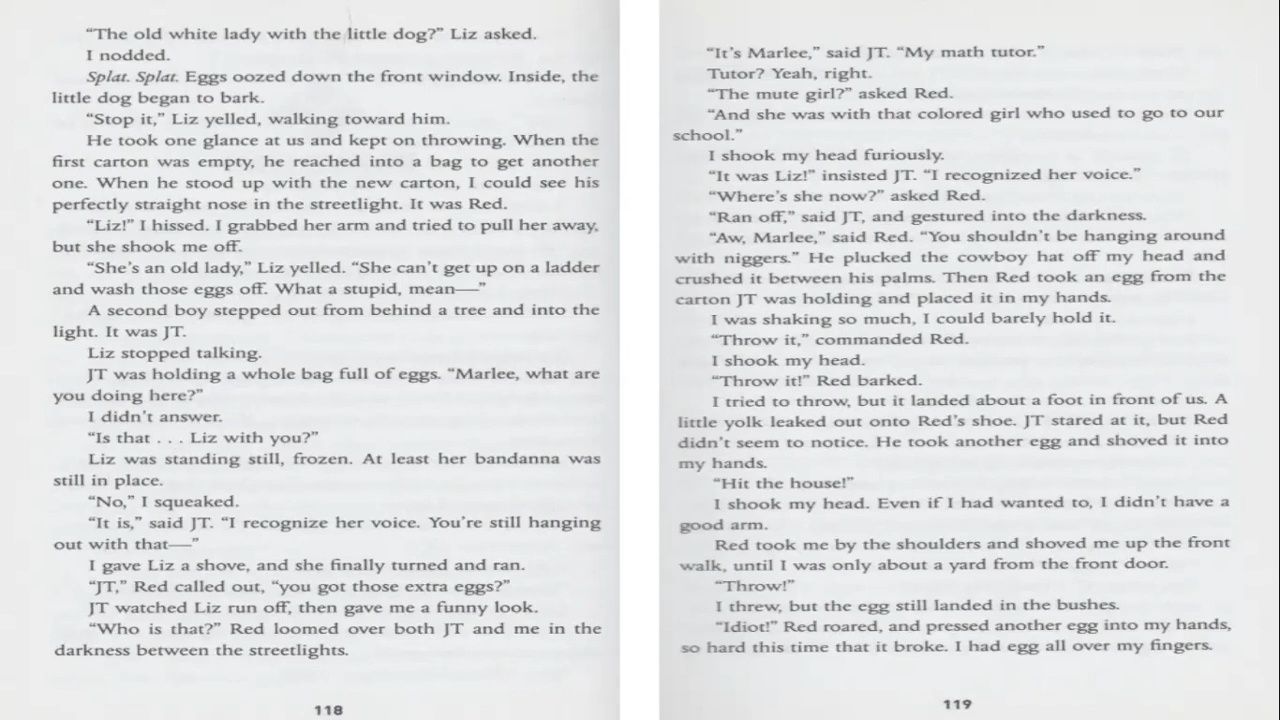 “The old white lady with the little dog?” Liz asked.
I nodded.
Splat. Splat. Eggs oozed down the front window. Inside, the
little dog began to bark.
“Stop it,” Liz yelled, walking toward him.
He took one glance at us and kept on throwing. When the
first carton was empty, he reached into a bag to get another
one. When he stood up with the new carton, I could see his
perfectly straight nose in the streetlight. It was Red.
“Liz!” I hissed. I grabbed her arm and tried to pull her away,
but she shook me off.
“She’s an old lady,” Liz yelled. “She can’t get up on a ladder
and wash those eggs off. What a stupid, mean—”
A second boy stepped out from behind a tree and into the
light. It was JT.
Liz stopped talking.
JT was holding a whole bag full of eggs. “Marlee, what are
you doing here?”
I didn’t answer.
“Is that . . . Liz with you?”
Liz was standing still, frozen. At least her bandanna was
still in place.
“No,” I squeaked.
“It is,” said JT. “I recognize her voice. You’re still hanging
out with that—”
I gave Liz a shove, and she finally turned and ran.
“JT,” Red called out, “you got those extra eggs?”
JT watched Liz run off, then gave me a funny look.
“Who is that?” Red loomed over both JT and me in the
darkness between the streetlights.
118
“It’s Marlee,” said JT. “My math tutor.”
Tutor? Yeah, right.
“The mute girl?” asked Red.
“And she was with that colored girl who used to go to our
school.”
I shook my head furiously.
“It was Liz!” insisted JT. “I recognized her voice.”
“Where’s she now?” asked Red.
“Ran off,” said JT, and gestured into the darkness.
“Aw, Marlee,” said Red. “You shouldn’t be hanging around
with niggers.” He plucked the cowboy hat off my head and
crushed it between his palms. Then Red took an egg from the
carton JT was holding and placed it in my hands.
I was shaking so much, I could barely hold it.
“Throw it,” commanded Red.
I shook my head.
“Throw it!” Red barked.
I tried to throw, but it landed about a foot in front of us. A
little yolk leaked out onto Red’s shoe. JT stared at it, but Red
didn’t seem to notice. He took another egg and shoved it into
my hands.
“Hit the house!”
I shook my head. Even if I had wanted to, I didn’t have a
good arm.
Red took me by the shoulders and shoved me up the front
walk, until I was only about a yard from the front door.
“Throw!”
I threw, but the egg still landed in the bushes.
“Idiot!” Red roared, and pressed another egg into my hands,
so hard this time that it broke. I had egg all over my fingers.
119